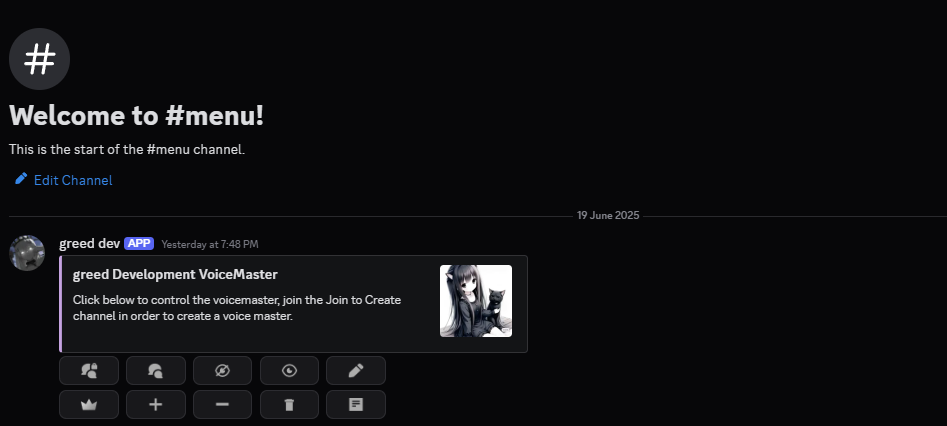 Welcome to #menu!
This is the start of the #menu channel.
Edit Channel
19 June 2025
greed dev APP Yesterday at 7:48 PM
greed Development VoiceMaster
Click below to control the voicemaster, join the Join to Create
channel in order to create a voice master.